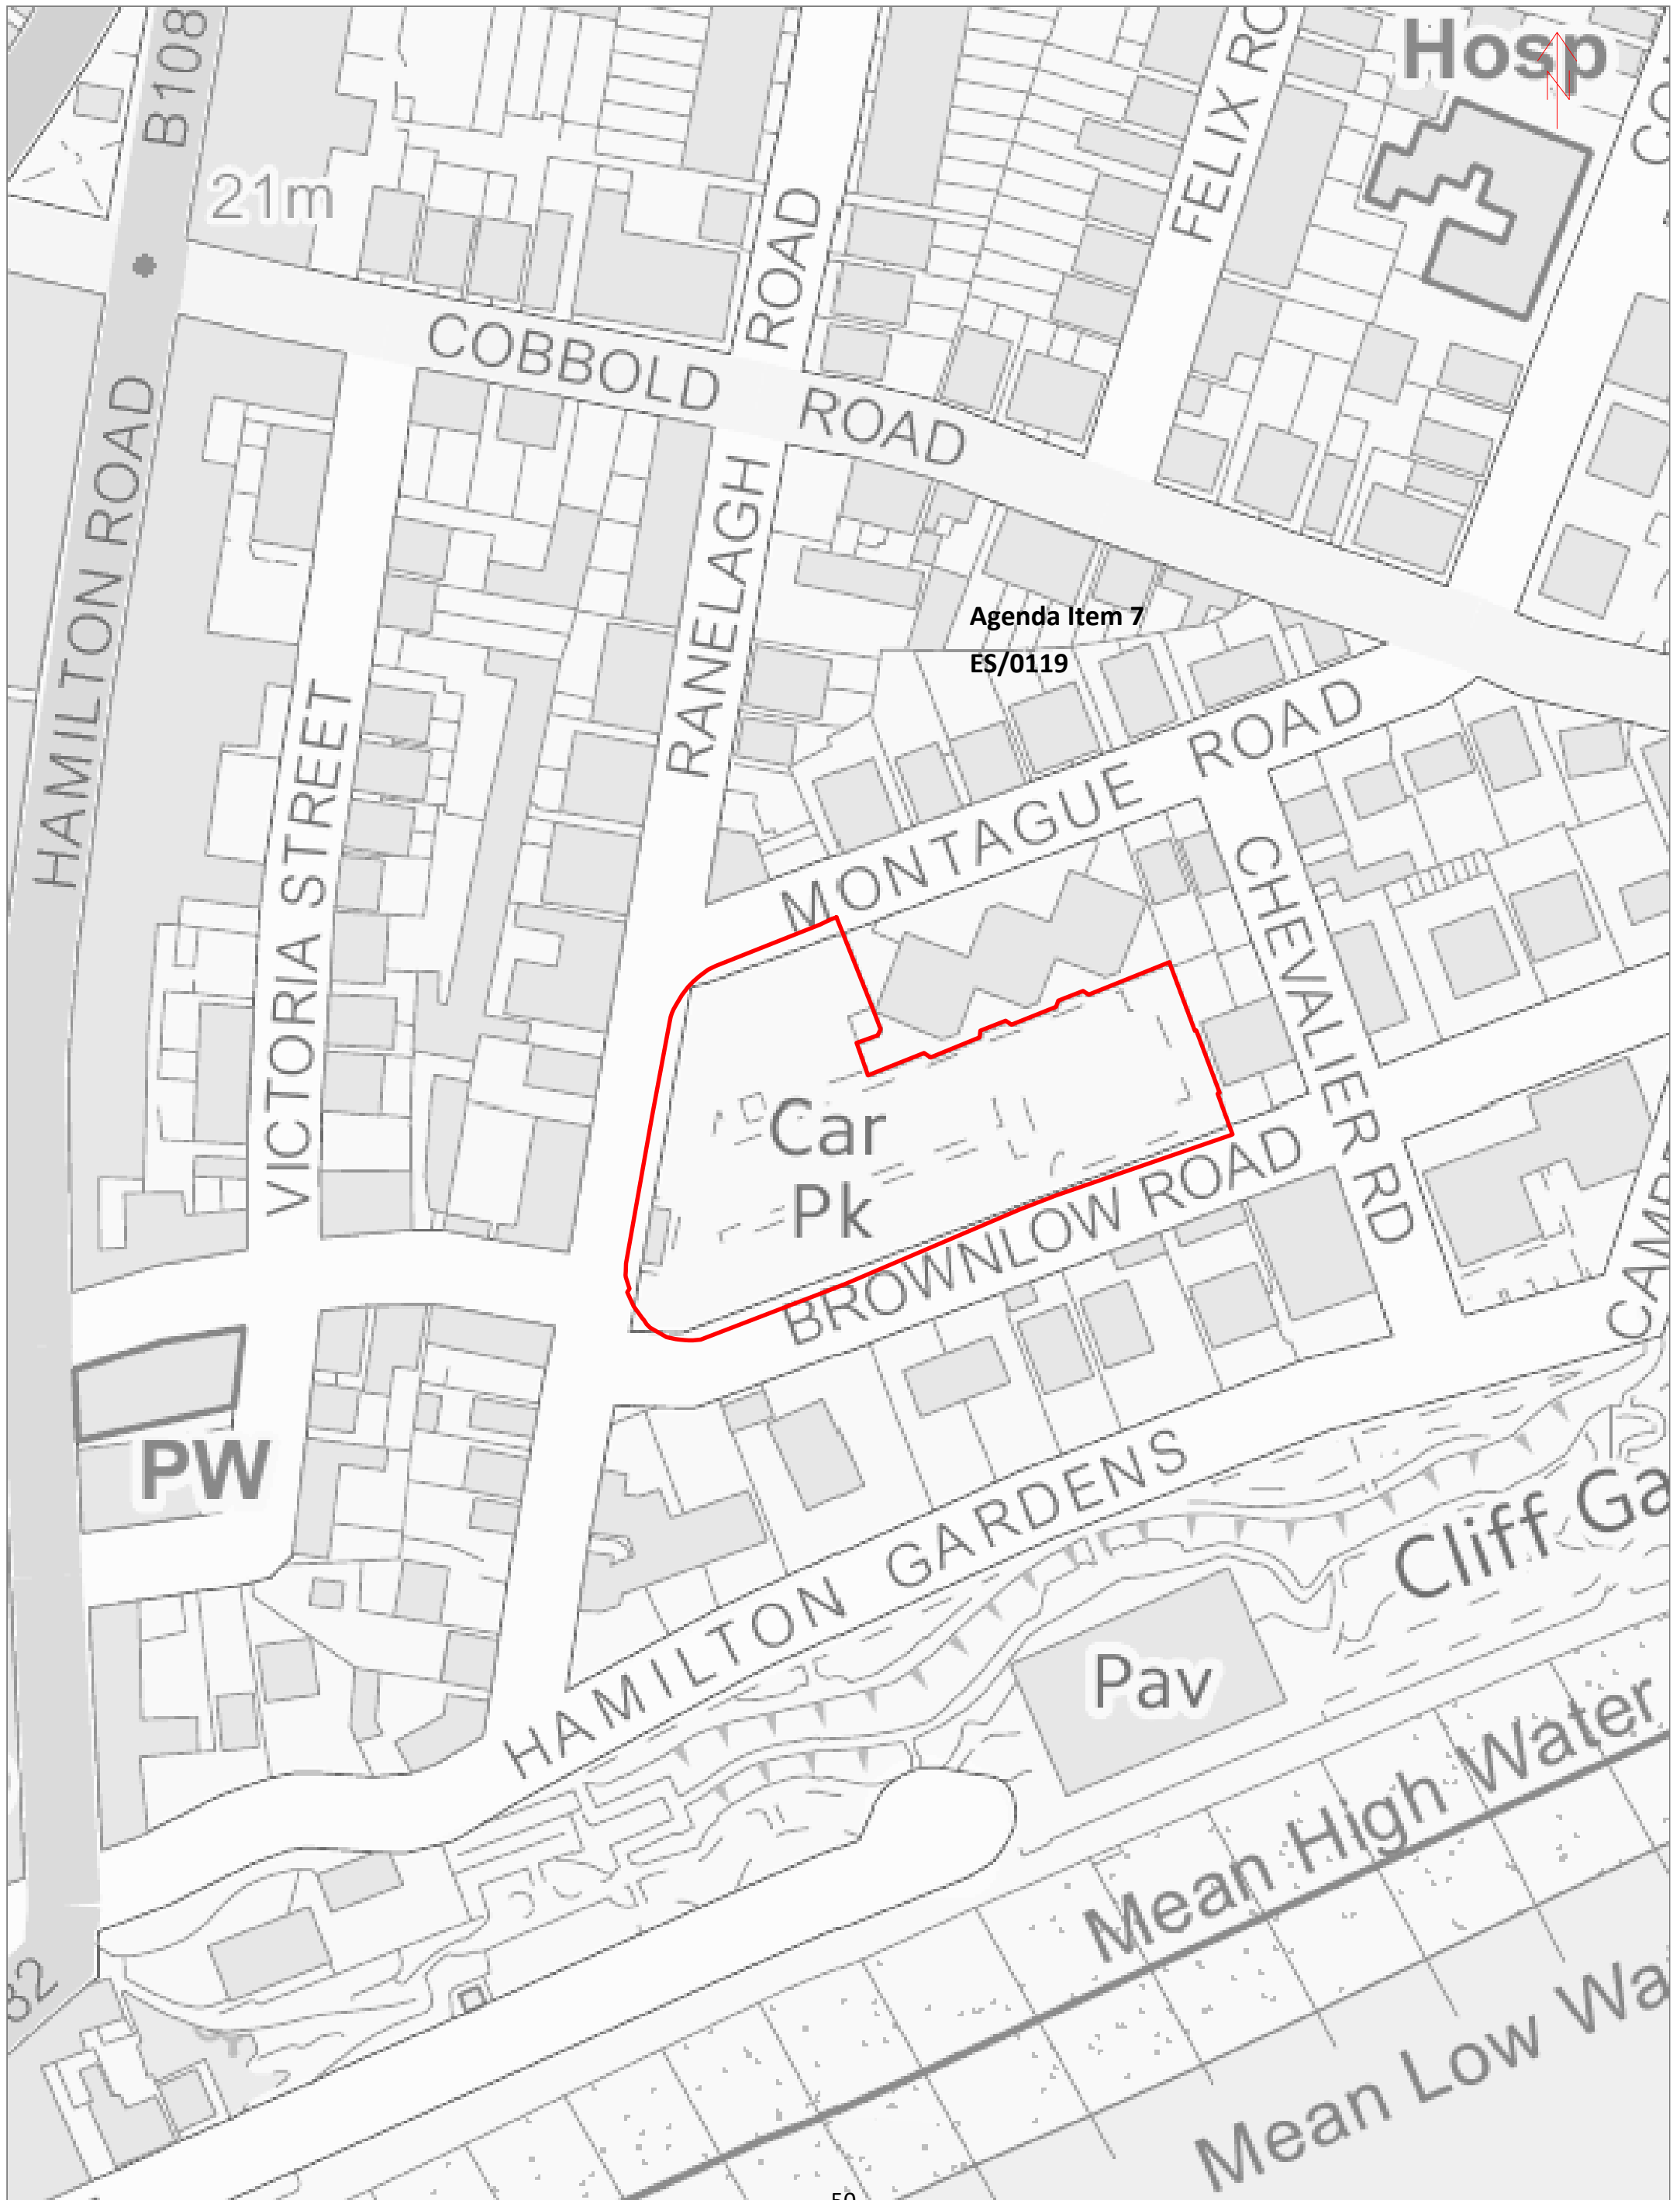 B108
FELIX RO
Hosp
N
21m
ROAD
COBBOLD ROAD
HAMILTON ROAD
RANELAGH
Agenda Item 7
ES/0119
VICTORIA STREET
MONTAGUE ROAD
CHEVALIER RD
Car
Pk
BROWNLOW ROAD
PW
HAMILTON GARDENS
Cliff Ga
Pav
Mean High Water
Mean Low Wa
50